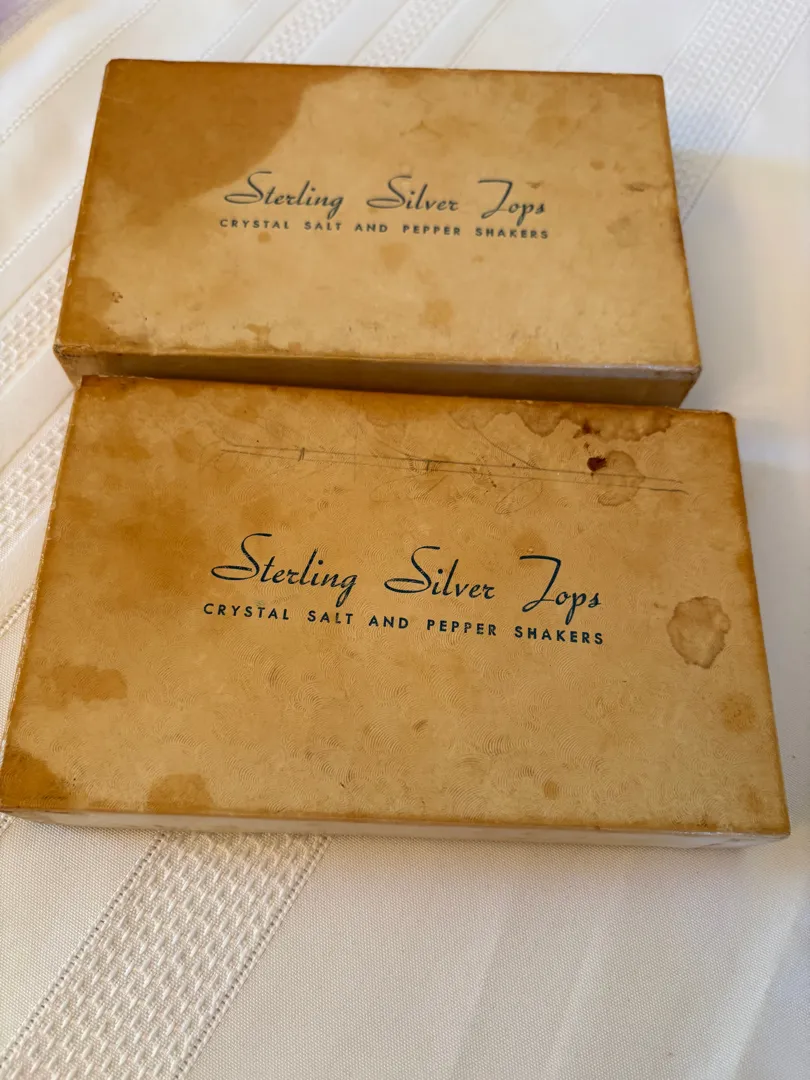 Sterling Silver Tops
CRYSTAL SALT AND PEPPER SHAKERS
Sterling Silver Tops
CRYSTAL SALT AND PEPPER SHAKERS